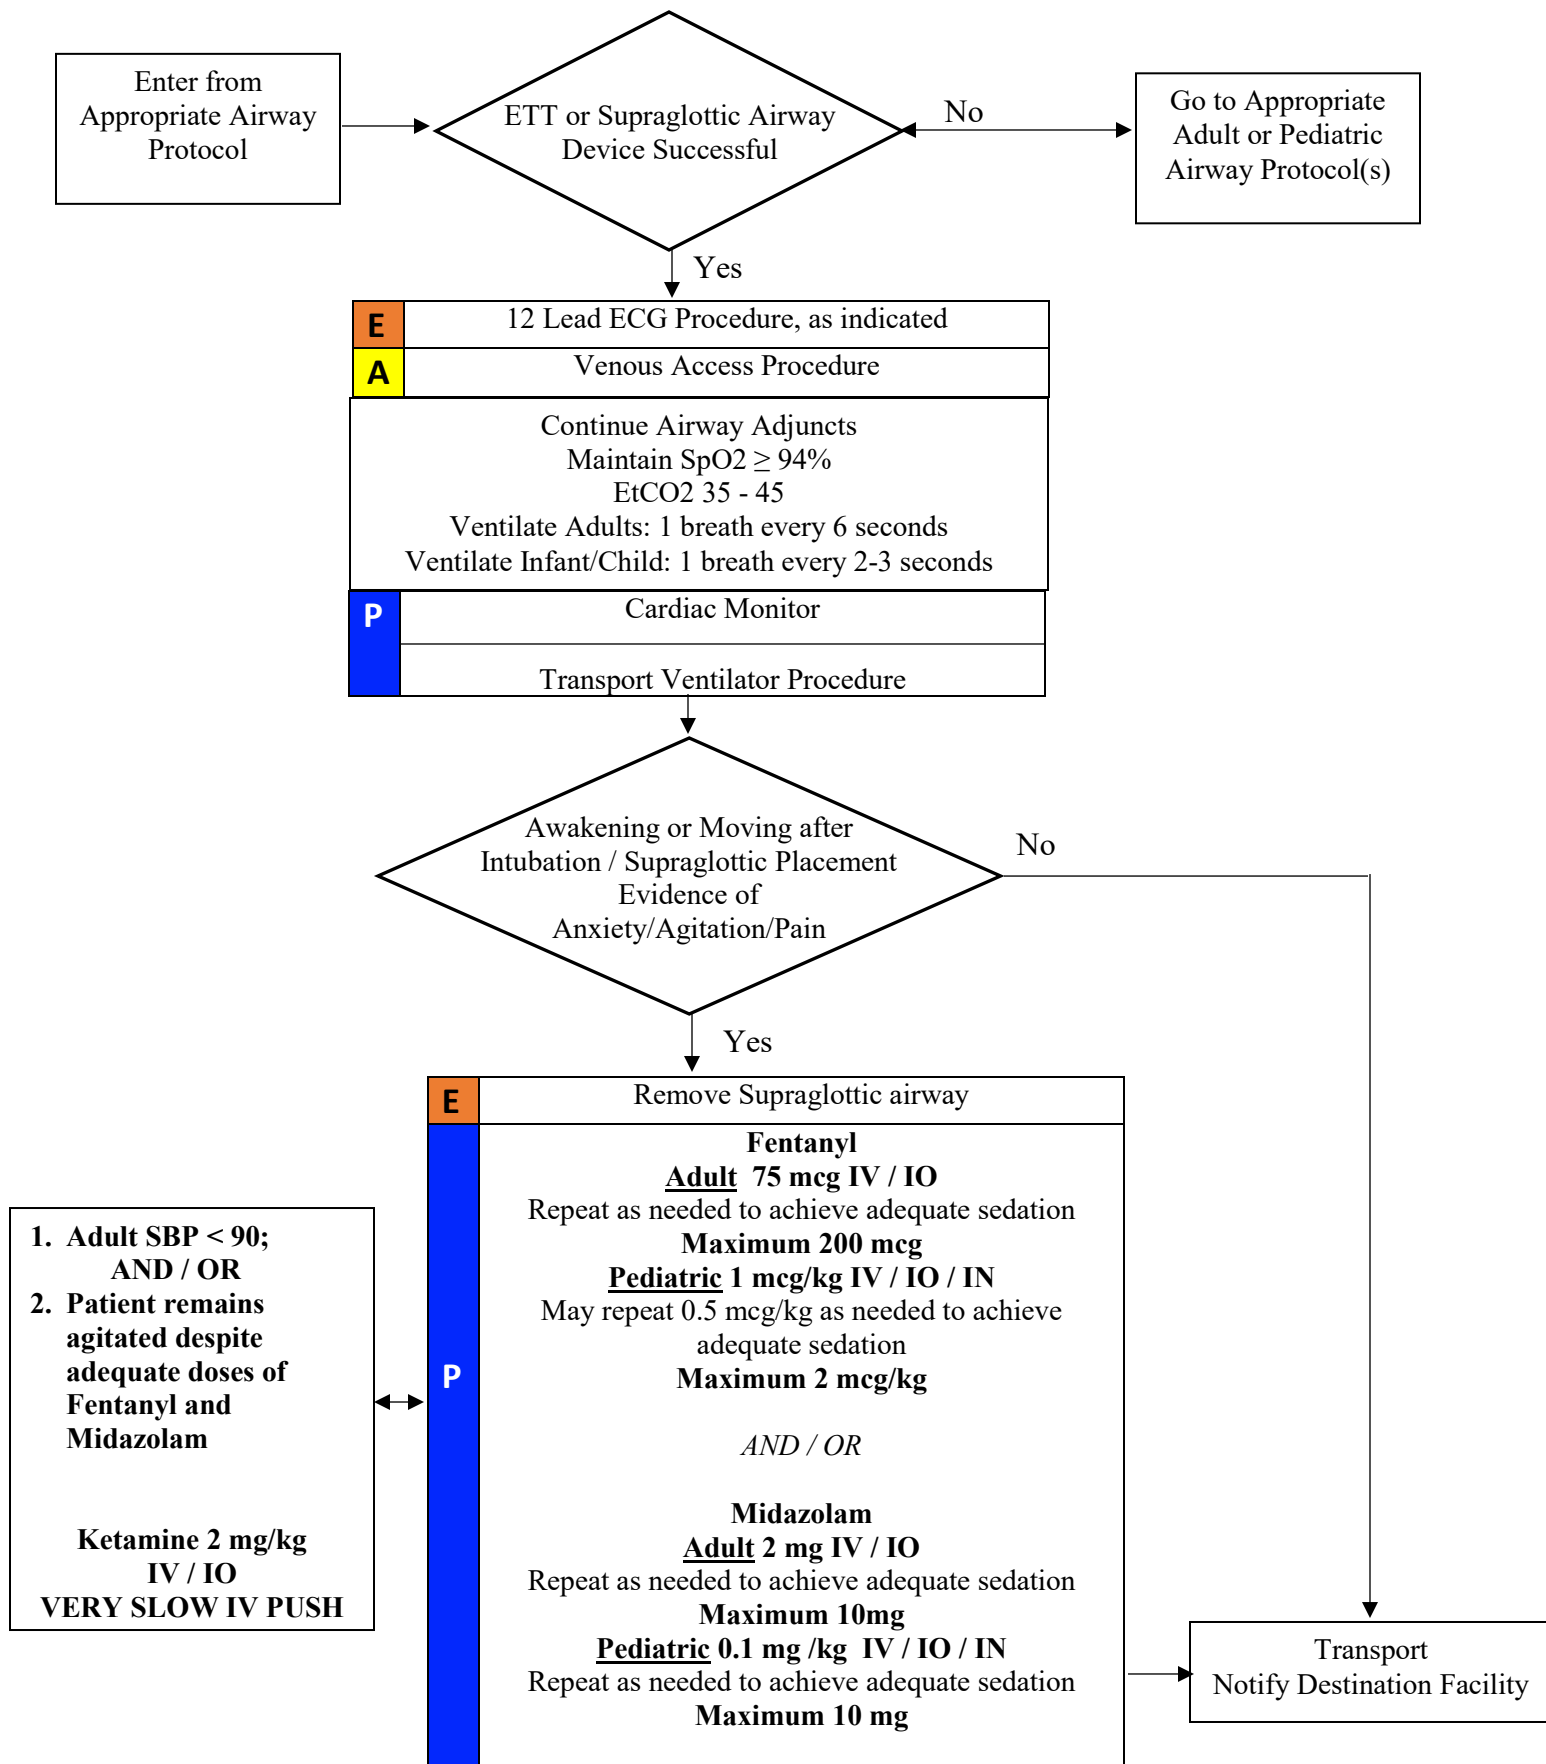 Enter from
Appropriate Airway
Protocol
ETT or Supraglottic Airway
Device Successful
No
Go to Appropriate
Adult or Pediatric
Airway Protocol(s)
Yes
E
12 Lead ECG Procedure, as indicated
A
Venous Access Procedure
Continue Airway Adjuncts
Maintain SpO2 ≥ 94%
EtCO2 35 - 45
Ventilate Adults: 1 breath every 6 seconds
Ventilate Infant/Child: 1 breath every 2-3 seconds
P
Cardiac Monitor
Transport Ventilator Procedure
Awakening or Moving after
Intubation / Supraglottic Placement
Evidence of
Anxiety/Agitation/Pain
No
Yes
E
Remove Supraglottic airway
P
Fentanyl
Adult 75 mcg IV / IO
Repeat as needed to achieve adequate sedation
Maximum 200 mcg
Pediatric 1 mcg/kg IV / IO / IN
May repeat 0.5 mcg/kg as needed to achieve
adequate sedation
Maximum 2 mcg/kg
AND / OR
Midazolam
Adult 2 mg IV / IO
Repeat as needed to achieve adequate sedation
Maximum 10mg
Pediatric 0.1 mg /kg IV / IO / IN
Repeat as needed to achieve adequate sedation
Maximum 10 mg
1. Adult SBP < 90;
AND / OR
2. Patient remains
agitated despite
adequate doses of
Fentanyl and
Midazolam
Ketamine 2 mg/kg
IV / IO
VERY SLOW IV PUSH
Transport
Notify Destination Facility